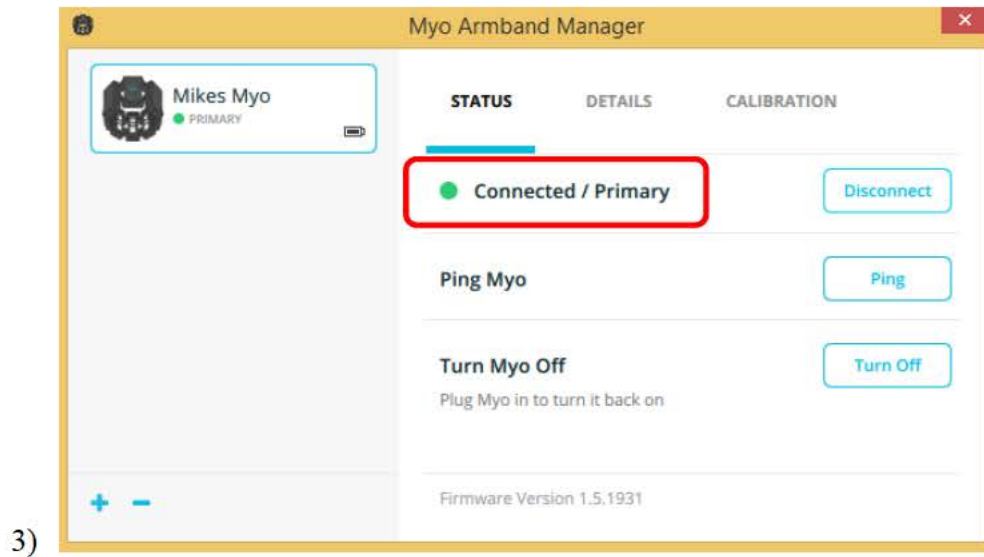 Myo Armband Manager
Mikes Myo
PRIMARY
STATUS DETAILS CALIBRATION
Connected / Primary Disconnect
Ping Myo Ping
Turn Myo Off Turn Off
Plug Myo in to turn it back on
Firmware Version 1.5.1931
3)